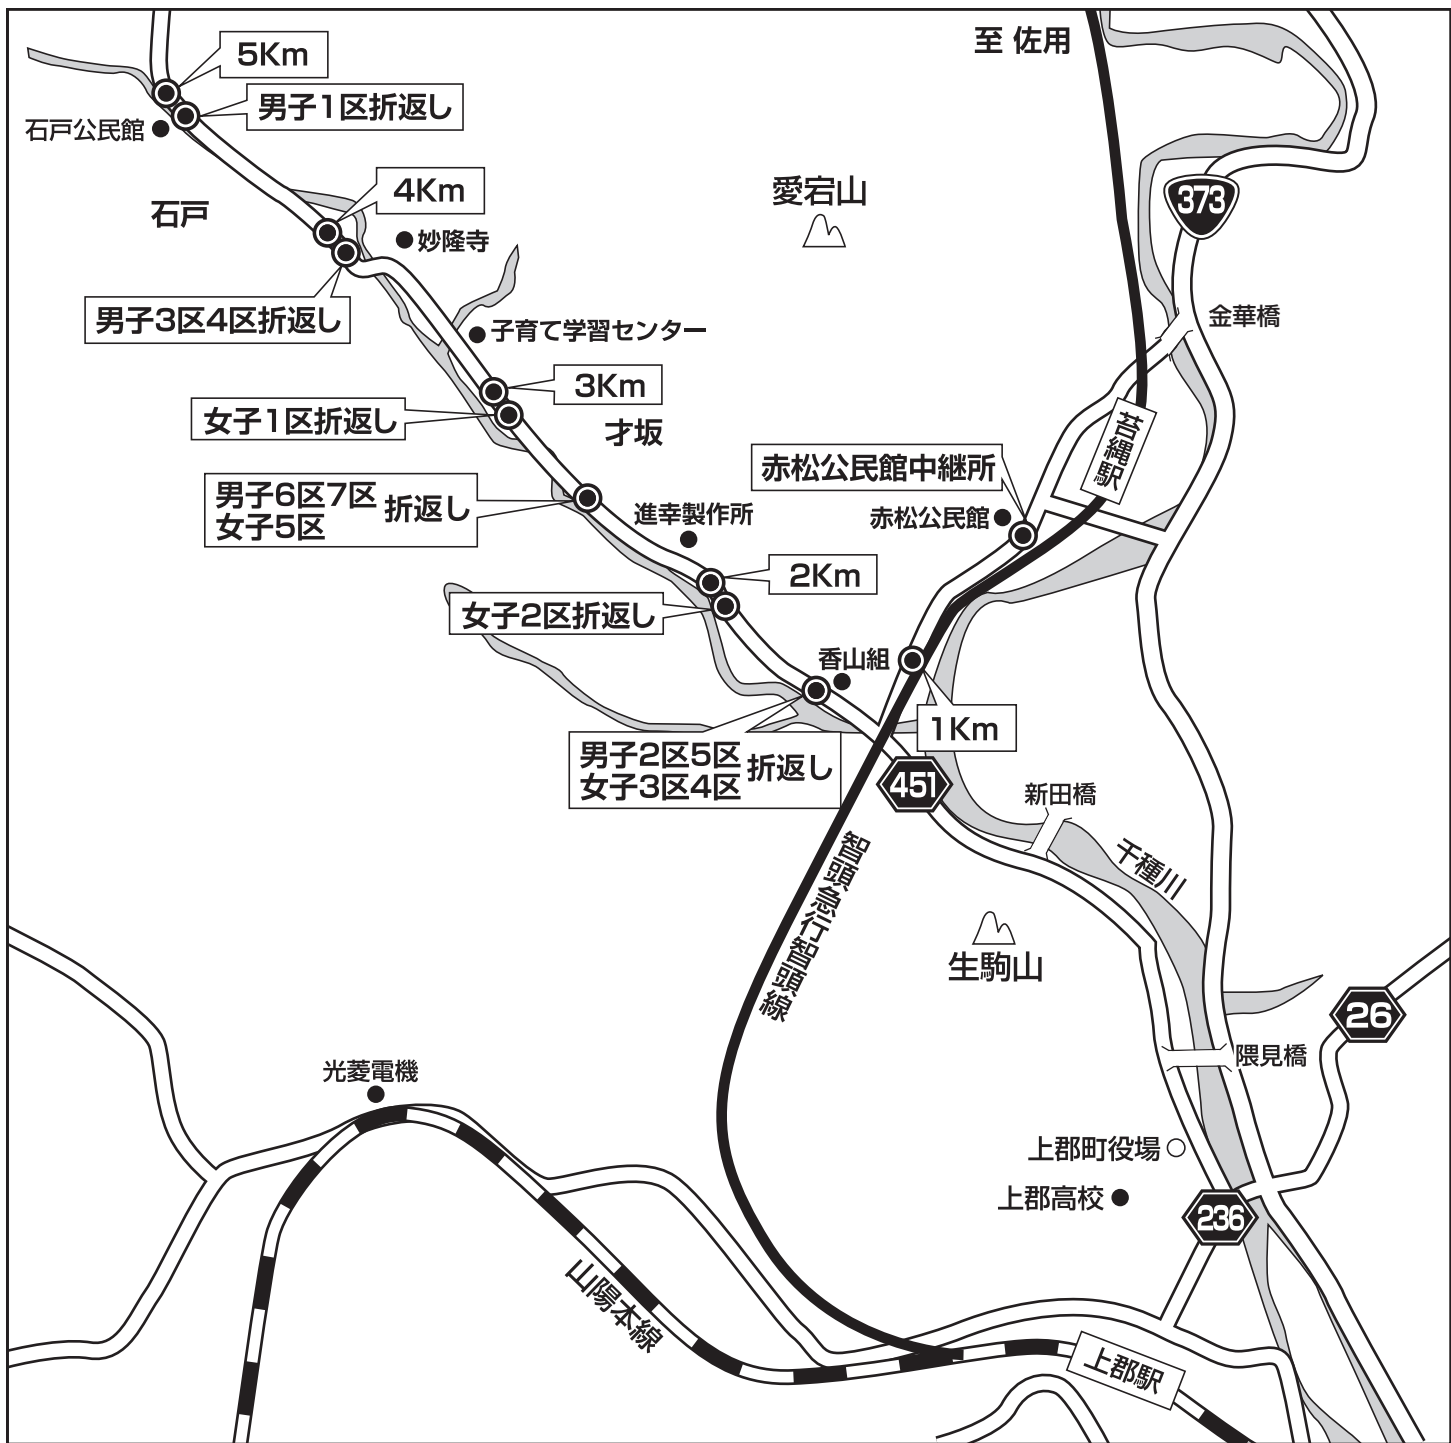 至 佐用
5Km
男子1区折返し
石戸公民館
4Km
石戸
妙隆寺
愛宕山
373
男子3区4区折返し
子育て学習センター
金華橋
3Km
女子1区折返し
才坂
苔縄駅
赤松公民館中継所
男子6区7区
女子5区
折返し
進幸製作所
赤松公民館
2Km
女子2区折返し
香山組
1Km
男子2区5区
女子3区4区
折返し
451
新田橋
千種川
智頭急行智頭線
生駒山
26
隈見橋
光菱電機
上郡町役場
上郡高校
236
山陽本線
上郡駅